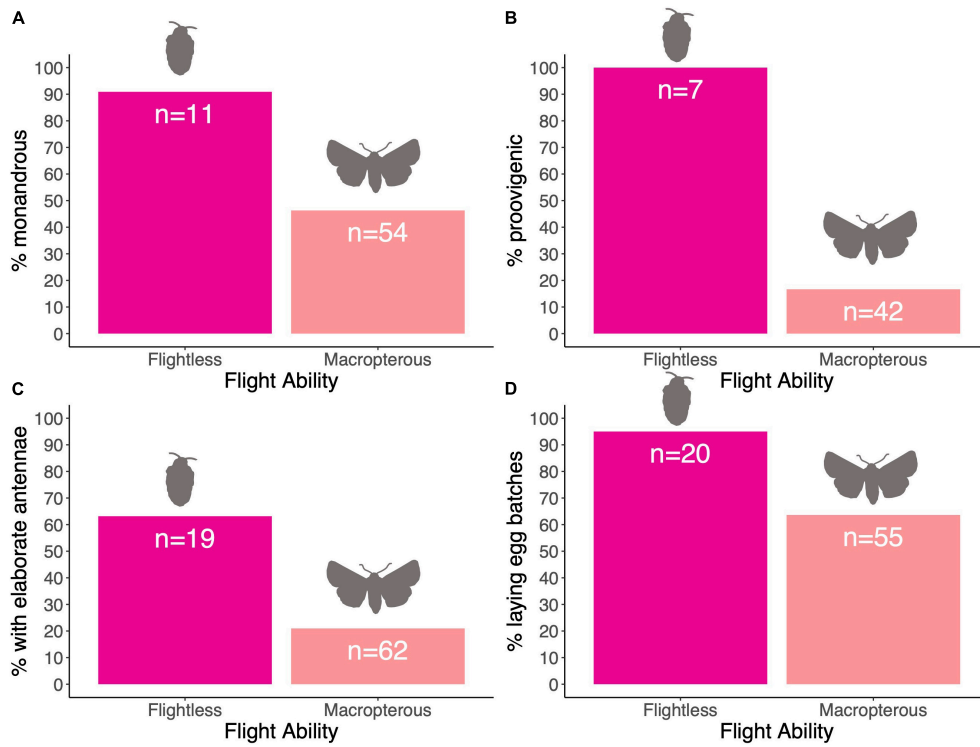 A
% monandrous
100
90
80
70
60
50
40
30
20
10
0
n=11
n=54
Flightless Macropterous
Flight Ability
B
% proovigenic
100
90
80
70
60
50
40
30
20
10
0
n=7
n=42
Flightless Macropterous
Flight Ability
C
% with elaborate antennae
100
90
80
70
60
50
40
30
20
10
0
n=19
n=62
Flightless Macropterous
Flight Ability
D
% laying egg batches
100
90
80
70
60
50
40
30
20
10
0
n=20
n=55
Flightless Macropterous
Flight Ability